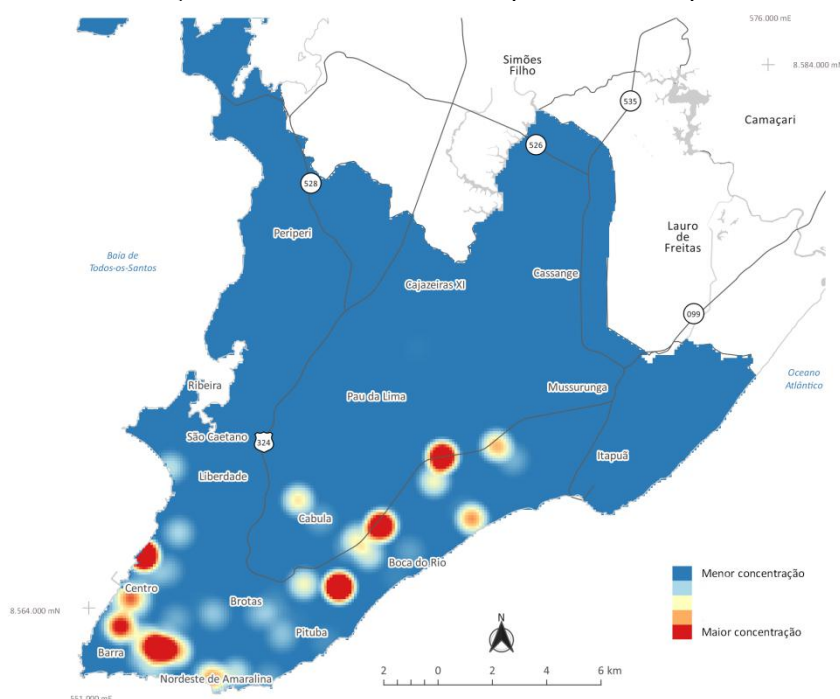 576.000 mE
8.584.000 mN
Simões
Filho
535
Camaçari
526
528
Periperi
Lauro
de
Freitas
Baía de
Todos-os-Santos
Cassange
Cajazeiras XI
099
Oceano
Atlântico
Ribeira
Mussurunga
Pau da Lima
São Caetano
324
Itapuã
Liberdade
Cabula
Boca do Rio
Menor concentração
Centro
Brotas
8.564.000 mN
Pituba
Maior concentração
N
Barra
Nordeste de Amaralina
2 0 2 4 6 km
551.000 mE